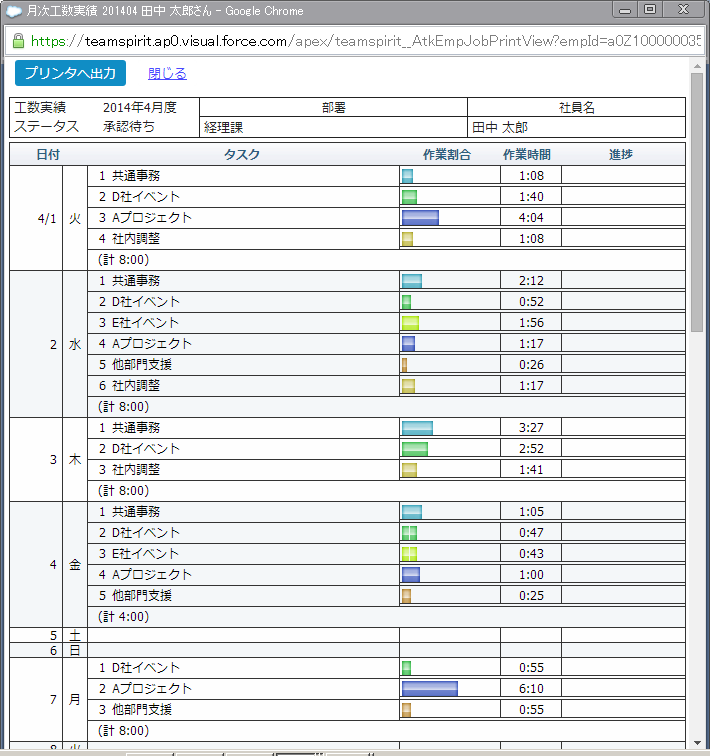 月次工数実績 201404 田中 太郎さん - Google Chrome
https://teamspirit.ap0.visual.force.com/apex/teamspirit__AtkEmpJobPrintView?empId=a0Z100000035
プリンタへ出力 閉じる
工数実績 2014年4月度 部署 社員名
ステータス 承認待ち 経理課 田中 太郎
日付 タスク 作業割合 作業時間 進捗
1 共通事務 1:08
2 D社イベント 1:40
4/1 火 3 Aプロジェクト 4:04
4 社内調整 1:08
(計 8:00)
1 共通事務 2:12
2 D社イベント 0:52
3 E社イベント 1:56
2 水 4 Aプロジェクト 1:17
5 他部門支援 0:26
6 社内調整 1:17
(計 8:00)
1 共通事務 3:27
2 D社イベント 2:52
3 木 3 社内調整 1:41
(計 8:00)
1 共通事務 1:05
2 D社イベント 0:47
3 E社イベント 0:43
4 金 4 Aプロジェクト 1:00
5 他部門支援 0:25
(計 4:00)
5 土
6 日
1 D社イベント 0:55
2 Aプロジェクト 6:10
7 月 3 他部門支援 0:55
(計 8:00)